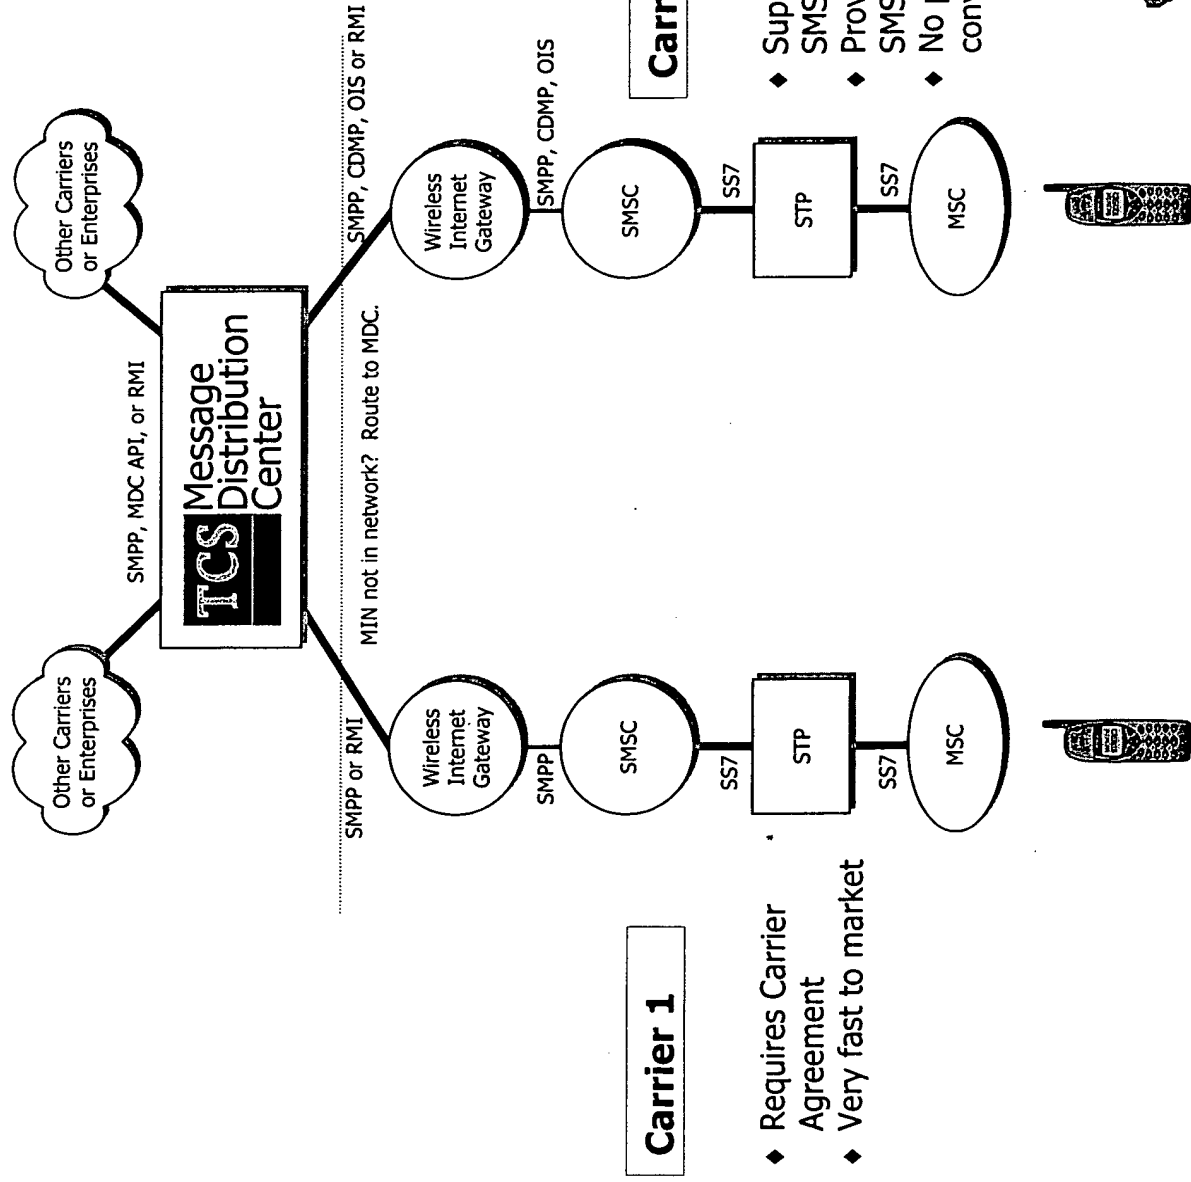 Other Carriers
or Enterprises
Other Carriers
or Enterprises
SMPP, MDC API, or RMI
TCS
Message
Distribution
Center
SMPP or RMI
MIN not in network? Route to MDC.
SMPP, CDMP, OIS or RMI
Wireless
Internet
Gateway
Wireless
Internet
Gateway
SMPP
SMPP, CDMP, OIS
Carrier 1
SMSC
SMSC
SS7
SS7
Requires Carrier
Agreement
Very fast to market
STP
STP
SS7
SS7
MSC
MSC
SMS
SMS
No